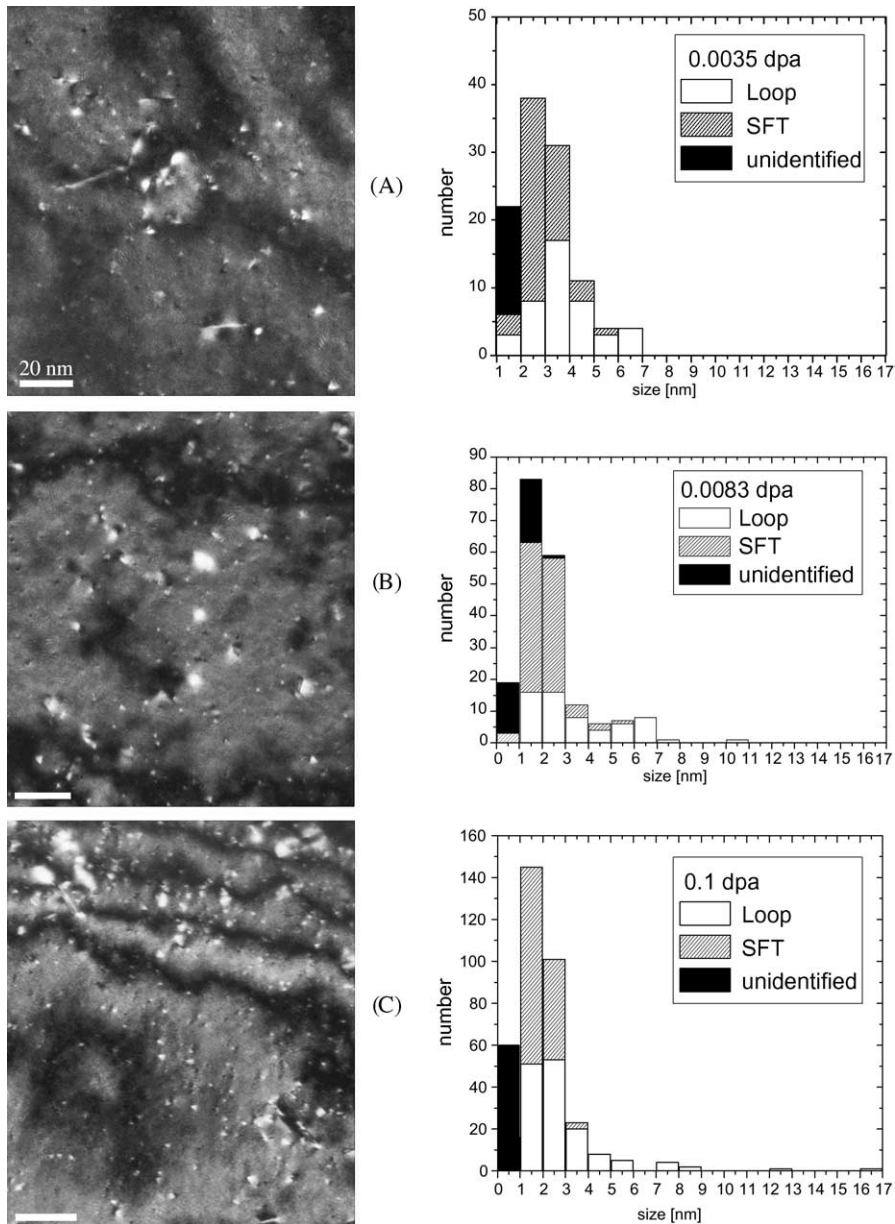 20 nm
(A)
number
50
40
30
20
10
0
0.0035 dpa
Loop
SFT
unidentified
1 2 3 4 5 6 7 8 9 10 11 12 13 14 15 16 17
size [nm]
(B)
number
90
80
70
60
50
40
30
20
10
0
0.0083 dpa
Loop
SFT
unidentified
0 1 2 3 4 5 6 7 8 9 10 11 12 13 14 15 16 17
size [nm]
(C)
number
160
140
120
100
80
60
40
20
0
0.1 dpa
Loop
SFT
unidentified
0 1 2 3 4 5 6 7 8 9 10 11 12 13 14 15 16 17
size [nm]